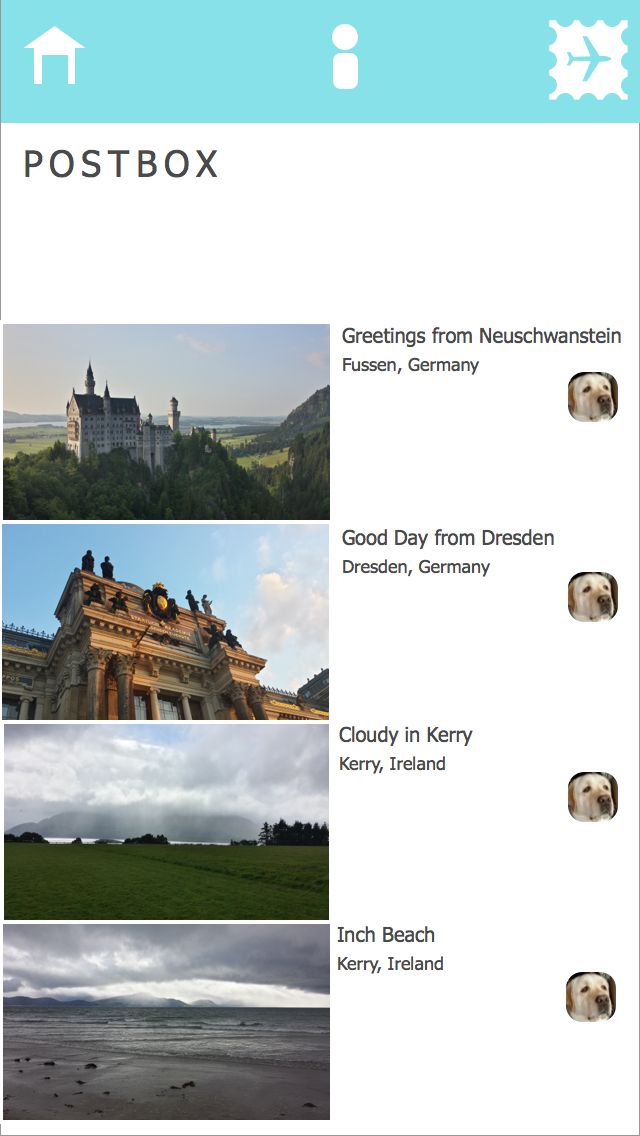 POSTBOX
Greetings from Neuschwanstein
Fussen, Germany
Good Day from Dresden
Dresden, Germany
Cloudy in Kerry
Kerry, Ireland
Inch Beach
Kerry, Ireland